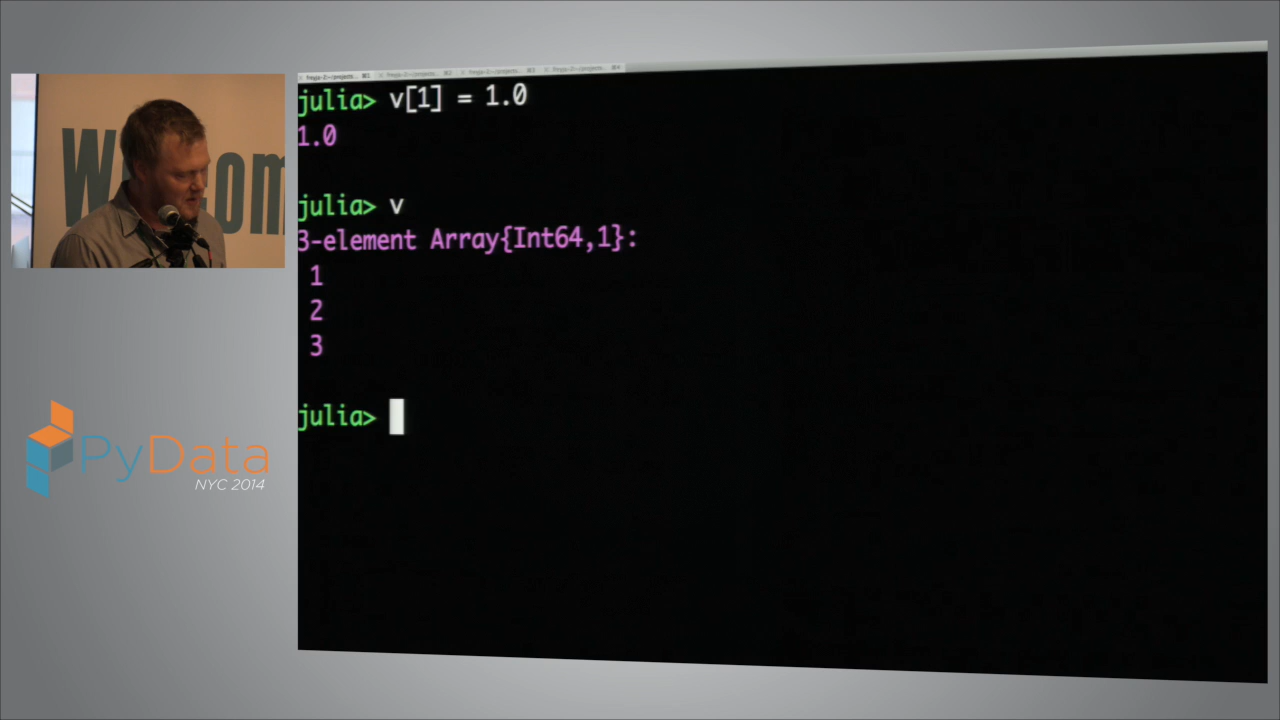 Welcom
julia> v[1] = 1.0
1.0
julia> v
3-element Array{Int64,1}:
1
2
3
julia>
PyData
NYC 2014